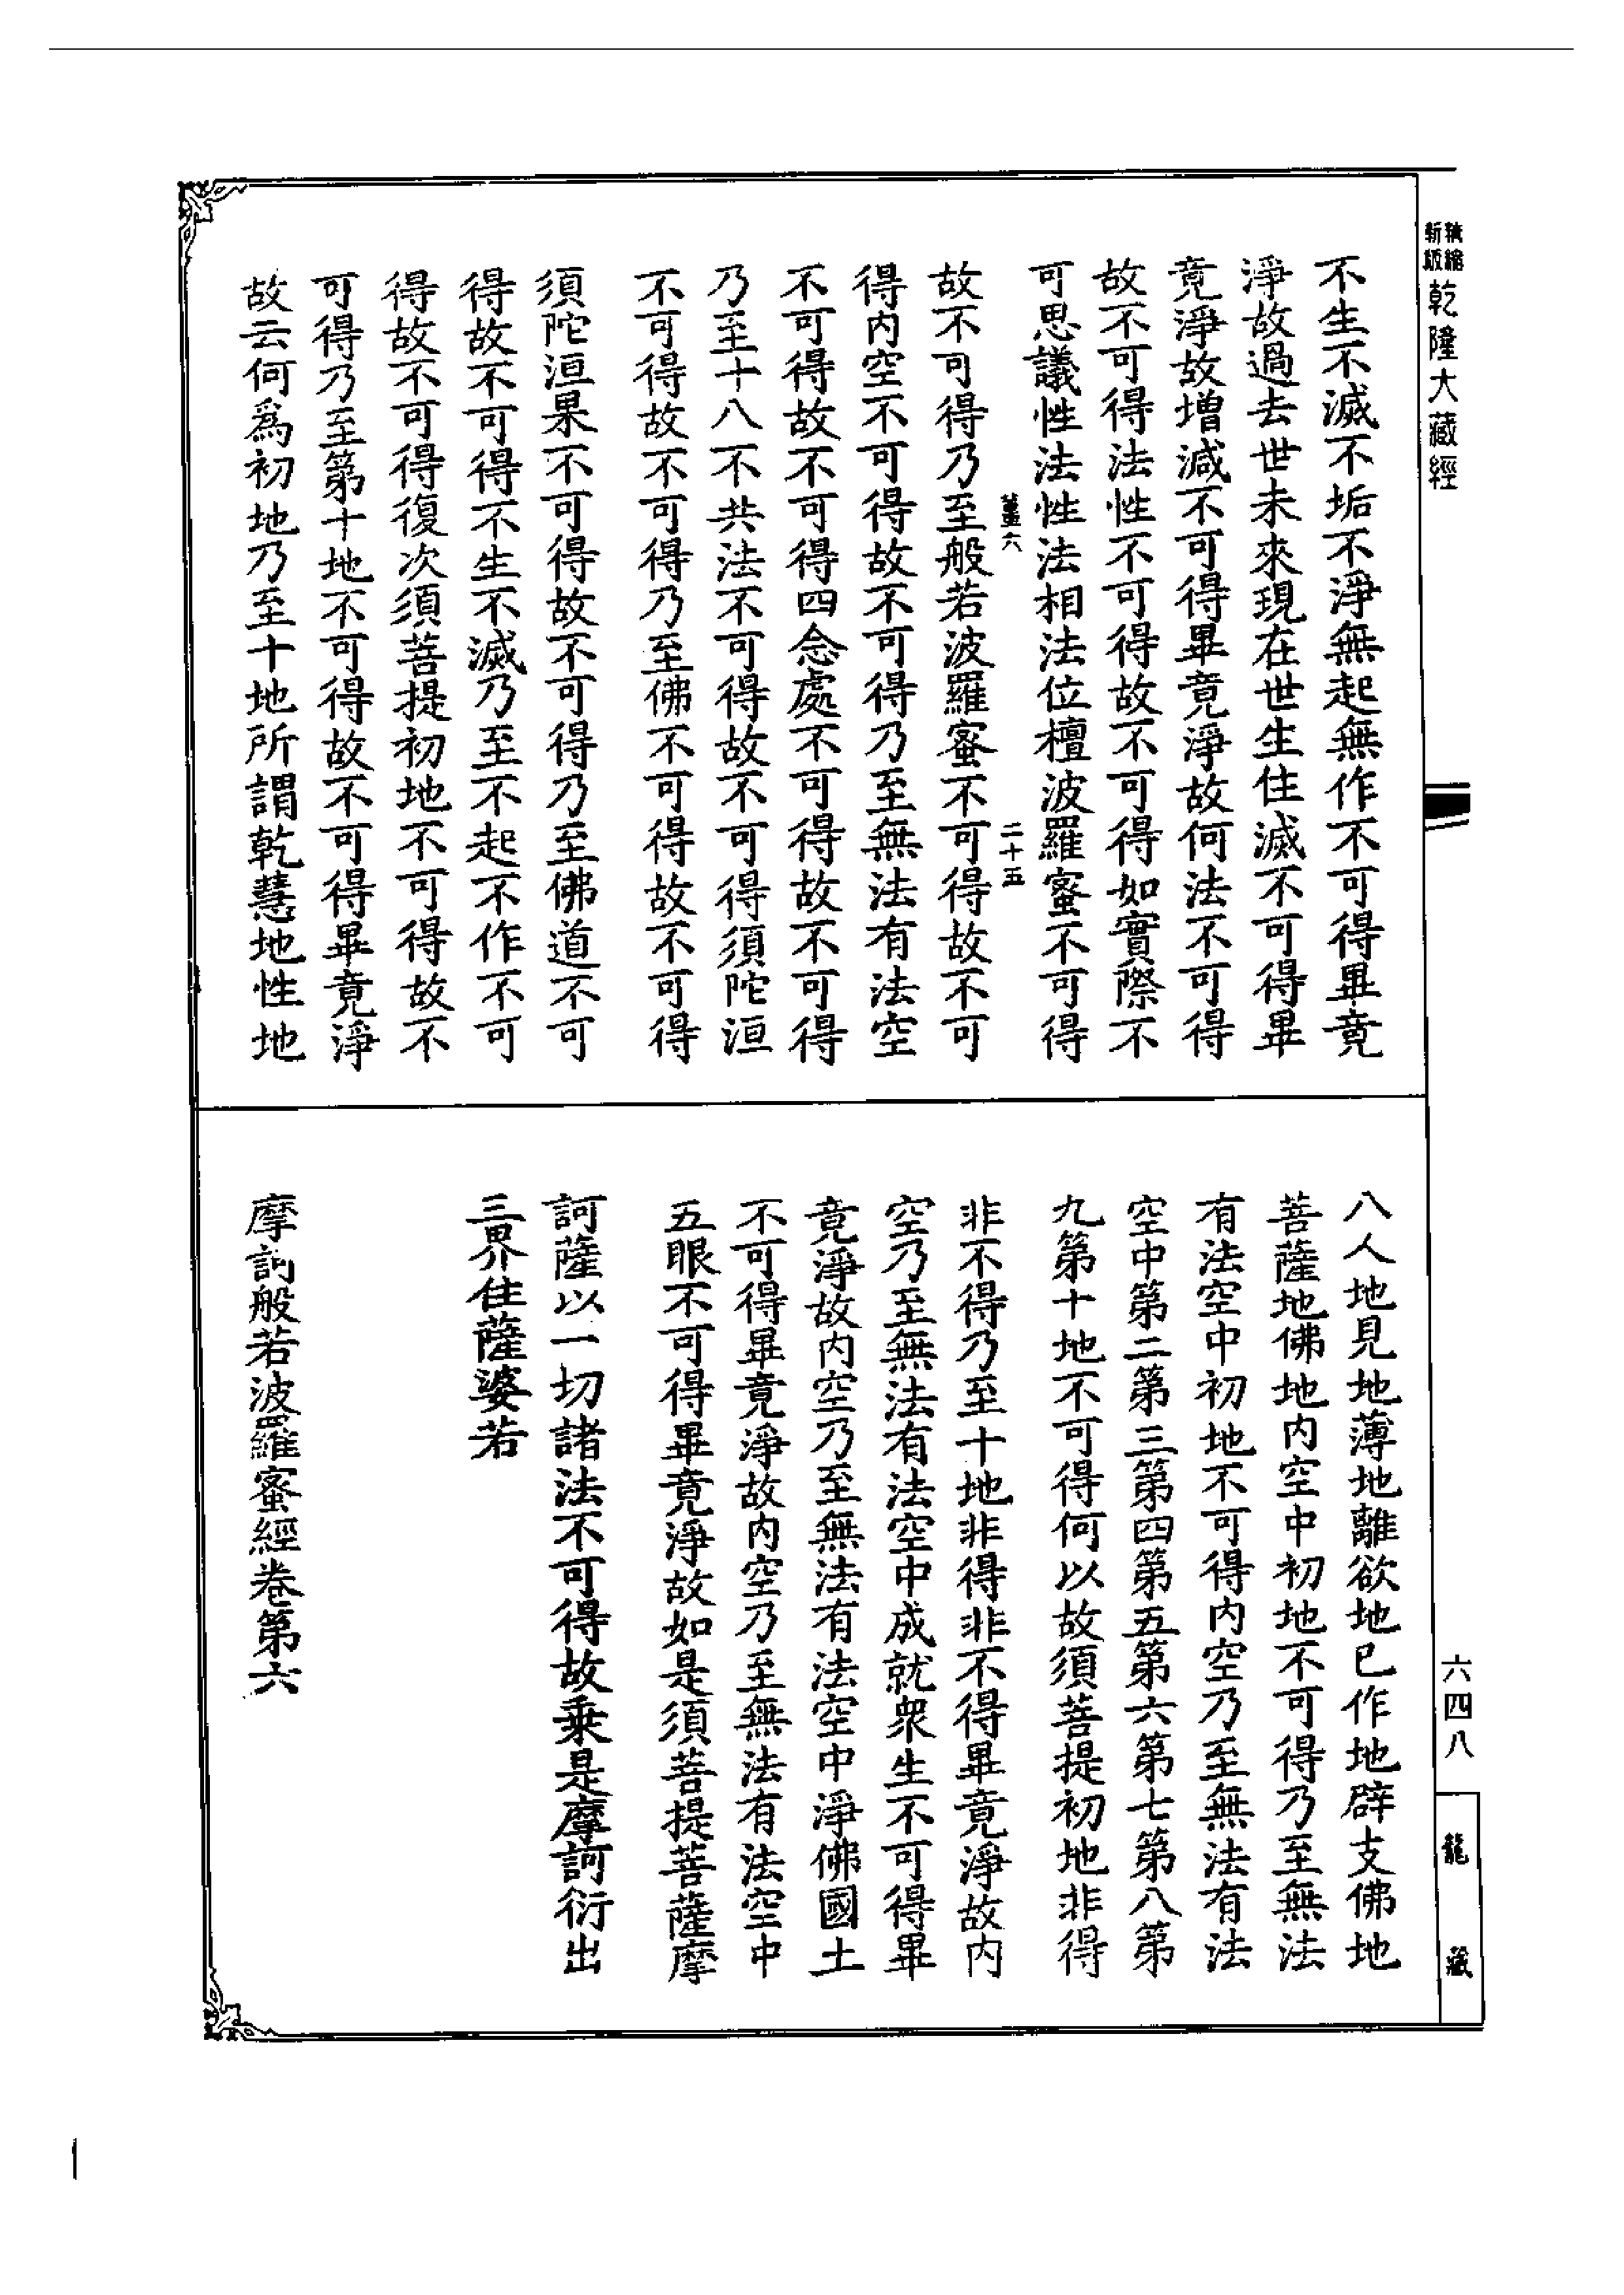 精縮
新版
乾隆大藏經
不生不滅不垢不淨無起無作不可得畢竟
淨故過去世未來現在世生住滅不可得畢
竟淨故增減不可得畢竟淨故何法不可得
故不可得法性不可得故不可得如實際不
可思議性法性法相法位檀波羅蜜不可得
薑六
二十五
故不可得乃至般若波羅蜜不可得故不可
得内空不可得故不可得乃至無法有法空
不可得故不可得四念處不可得故不可得
乃至十八不共法不可得故不可得須陀洹
不可得故不可得乃至佛不可得故不可得
須陀洹果不可得故不可得乃至佛道不可
得故不可得不生不滅乃至不起不作不可
得故不可得復次須菩提初地不可得故不
可得乃至第十地不可得故不可得畢竟淨
故云何爲初地乃至十地所謂乾慧地性地
八人地見地薄地離欲地已作地辟支佛地
菩薩地佛地内空中初地不可得乃至無法
有法空中初地不可得内空乃至無法有法
空中第二第三第四第五第六第七第八第
九第十地不可得何以故須菩提初地非得
非不得乃至十地非得非不得畢竟淨故内
空乃至無法有法空中成就衆生不可得畢
竟淨故内空乃至無法有法空中淨佛國土
不可得畢竟淨故内空乃至無法有法空中
五眼不可得畢竟淨故如是須菩提菩薩摩
訶薩以一切諸法不可得故乘是摩訶衍出
三界住薩婆若
摩訶般若波羅蜜經卷第六
六四八
龍藏